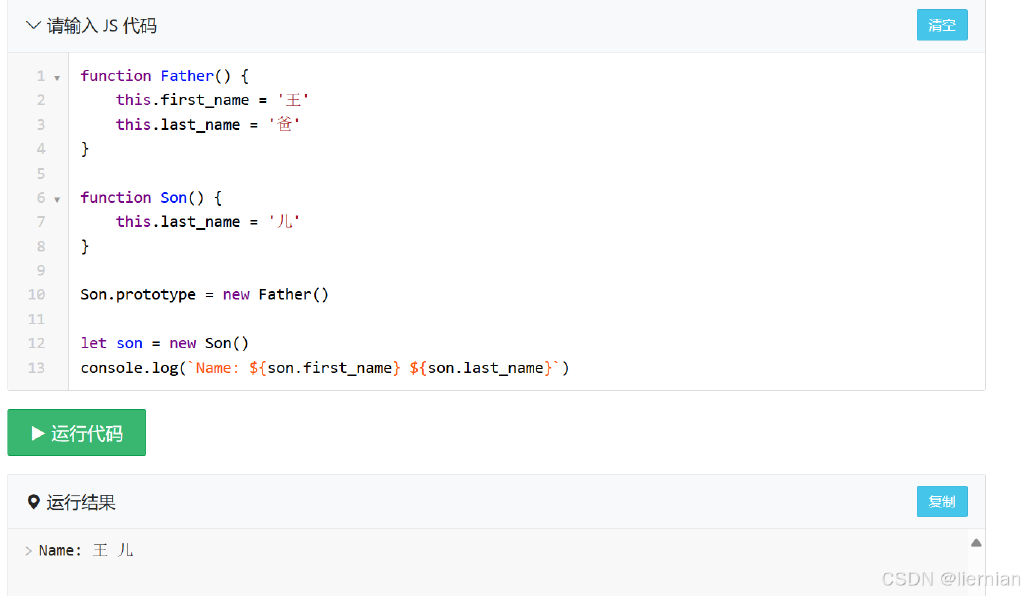 请输入 JS 代码
清空
1 function Father() {
2 this.first_name = '王'
3 this.last_name = '爸'
4 }
5
6 function Son() {
7 this.last_name = '儿'
8 }
9
10 Son.prototype = new Father()
11
12 let son = new Son()
13 console.log(`Name: ${son.first_name} ${son.last_name}`)
运行代码
运行结果
复制
> Name: 王 儿
CSDN @liernian